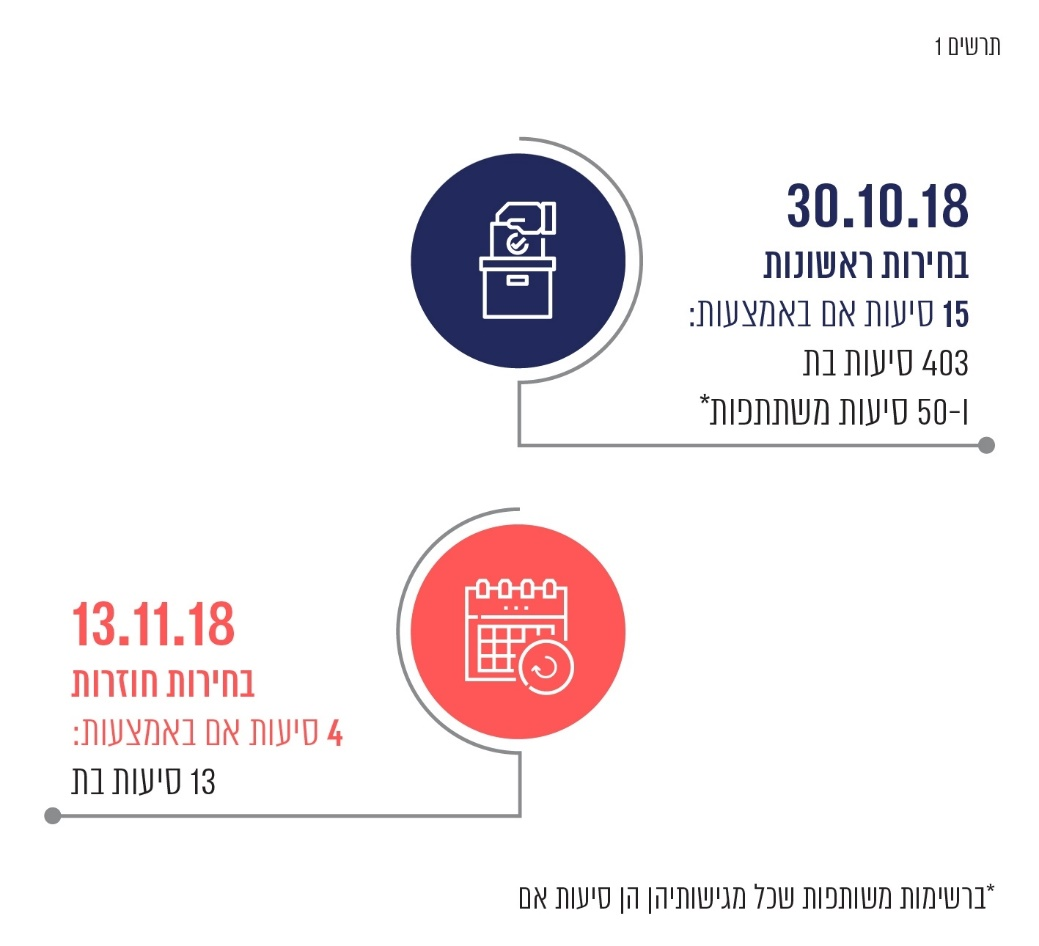 תרשים 1
30.10.18
בחירות ראשונות
15 סיעות אם באמצעות:
403 סיעות בת
ו-50 סיעות משתתפות*
13.11.18
בחירות חוזרות
4 סיעות אם באמצעות:
13 סיעות בת
*ברשימות משותפות שכל מגישותיהן הן סיעות אם